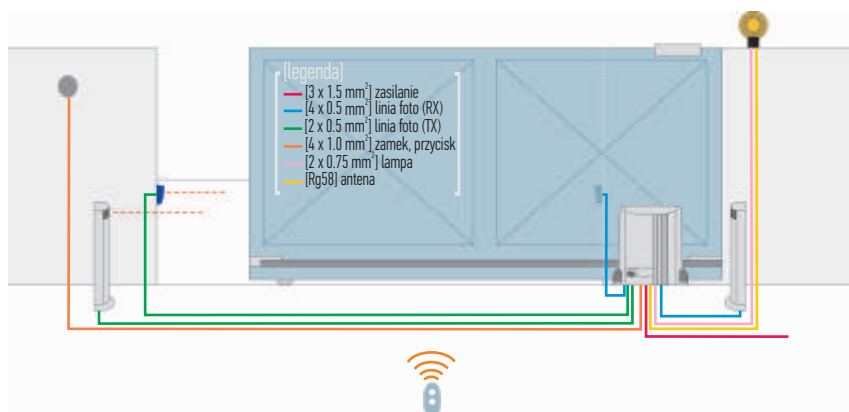 [legenda]
[3 x 1.5 mm²] zasilanie
[4 x 0.5 mm²] linia foto (RX)
[2 x 0.5 mm²] linia foto (TX)
[4 x 1.0 mm²] zamek, przycisk
[2 x 0.75 mm²] lampa
[Rg58] antena